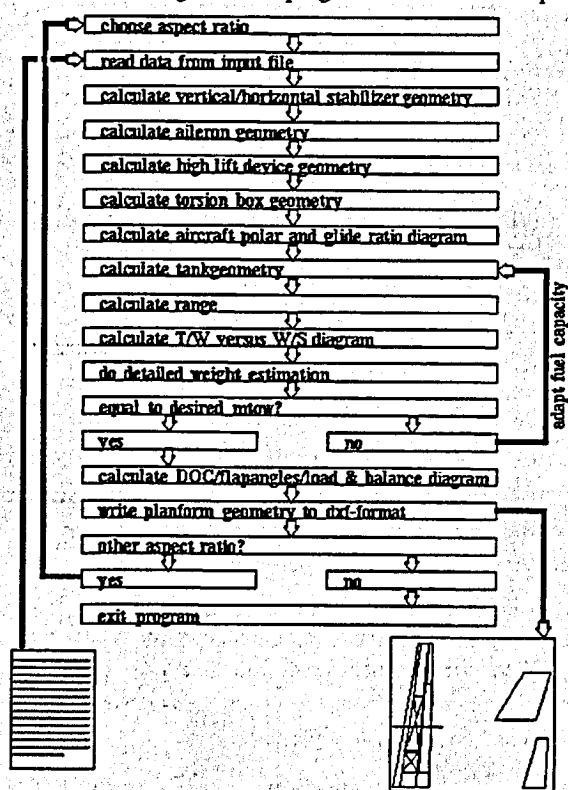 choose aspect ratio
read data from input file
calculate vertical/horizontal stabilizer geometry
calculate aileron geometry
calculate high lift device geometry
calculate torsion box geometry
calculate aircraft polar and glide ratio diagram
calculate tankgeometry
calculate range
calculate T/W versus W/S diagram
do detailed weight estimation
equal to desired mtow?
yes no
adapt fuel capacity
calculate DOC/flapangles/load & balance diagram
write planform geometry to dxf-format
other aspect ratio?
yes no
exit program